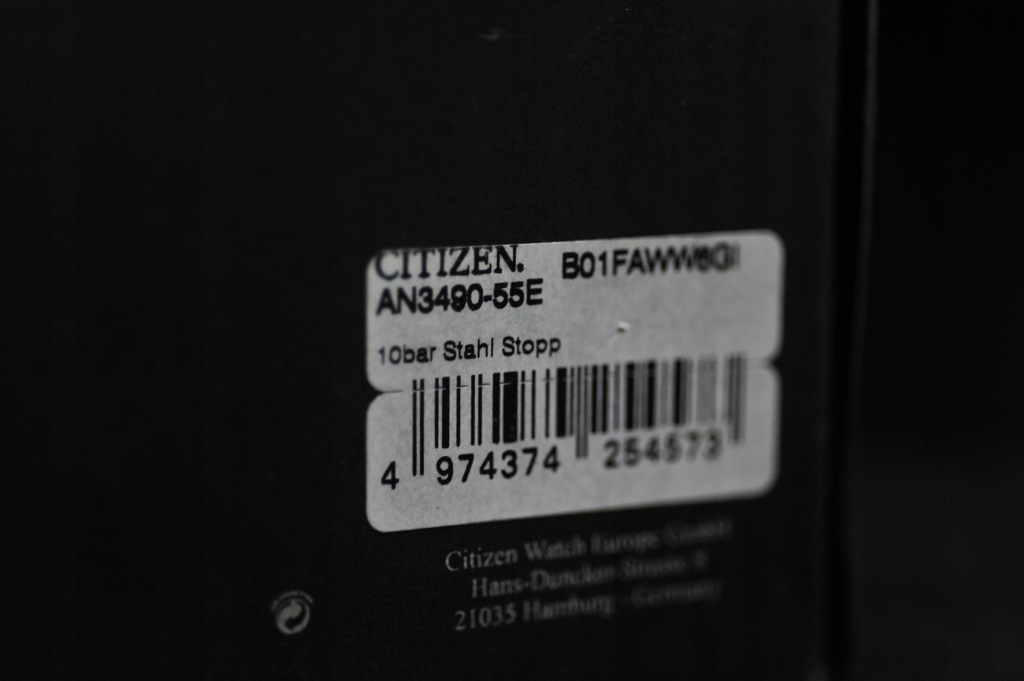 CITIZEN. B01FAWW6GI
AN3490-55E
10bar Stahl Stopp
4 974374 254573
Citizen Watch Europe GmbH
Hans-Duncker-Strasse
21035 Hamburg - Germany